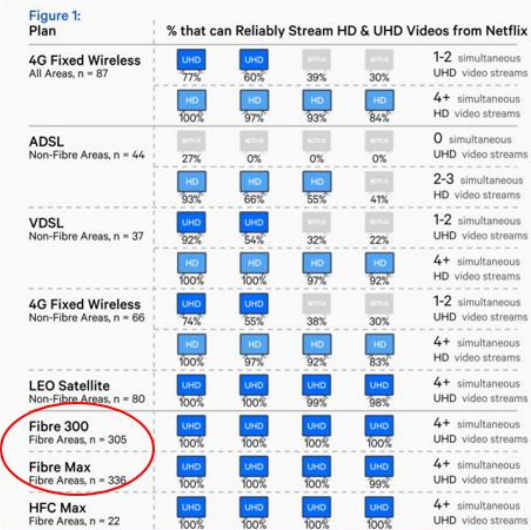 Figure 1:
Plan % that can Reliably Stream HD & UHD Videos from Netflix
4G Fixed Wireless
All Areas, n = 87
UHD UHD
77% 60% 39% 30%
1-2 simultaneous
UHD video streams
HD HD HD HD
100% 97% 93% 84%
4+ simultaneous
HD video streams
ADSL
Non-Fibre Areas, n = 44
27% 0% 0% 0%
0 simultaneous
UHD video streams
HD HD HD
93% 66% 55% 41%
2-3 simultaneous
HD video streams
VDSL
Non-Fibre Areas, n = 37
UHD UHD
92% 54% 32% 22%
1-2 simultaneous
UHD video streams
HD HD HD HD
100% 100% 97% 92%
4+ simultaneous
HD video streams
4G Fixed Wireless
Non-Fibre Areas, n = 66
UHD UHD
74% 55% 38% 30%
1-2 simultaneous
UHD video streams
HD HD HD HD
100% 97% 92% 83%
4+ simultaneous
HD video streams
LEO Satellite
Non-Fibre Areas, n = 80
UHD UHD UHD UHD
100% 100% 99% 98%
4+ simultaneous
UHD video streams
Fibre 300
Fibre Areas, n = 305
UHD UHD UHD UHD
100% 100% 100% 100%
4+ simultaneous
UHD video streams
Fibre Max
Fibre Areas, n = 336
UHD UHD UHD UHD
100% 100% 100% 99%
4+ simultaneous
UHD video streams
HFC Max
Fibre Areas, n = 22
UHD UHD UHD UHD
100% 100% 100% 100%
4+ simultaneous
UHD video streams